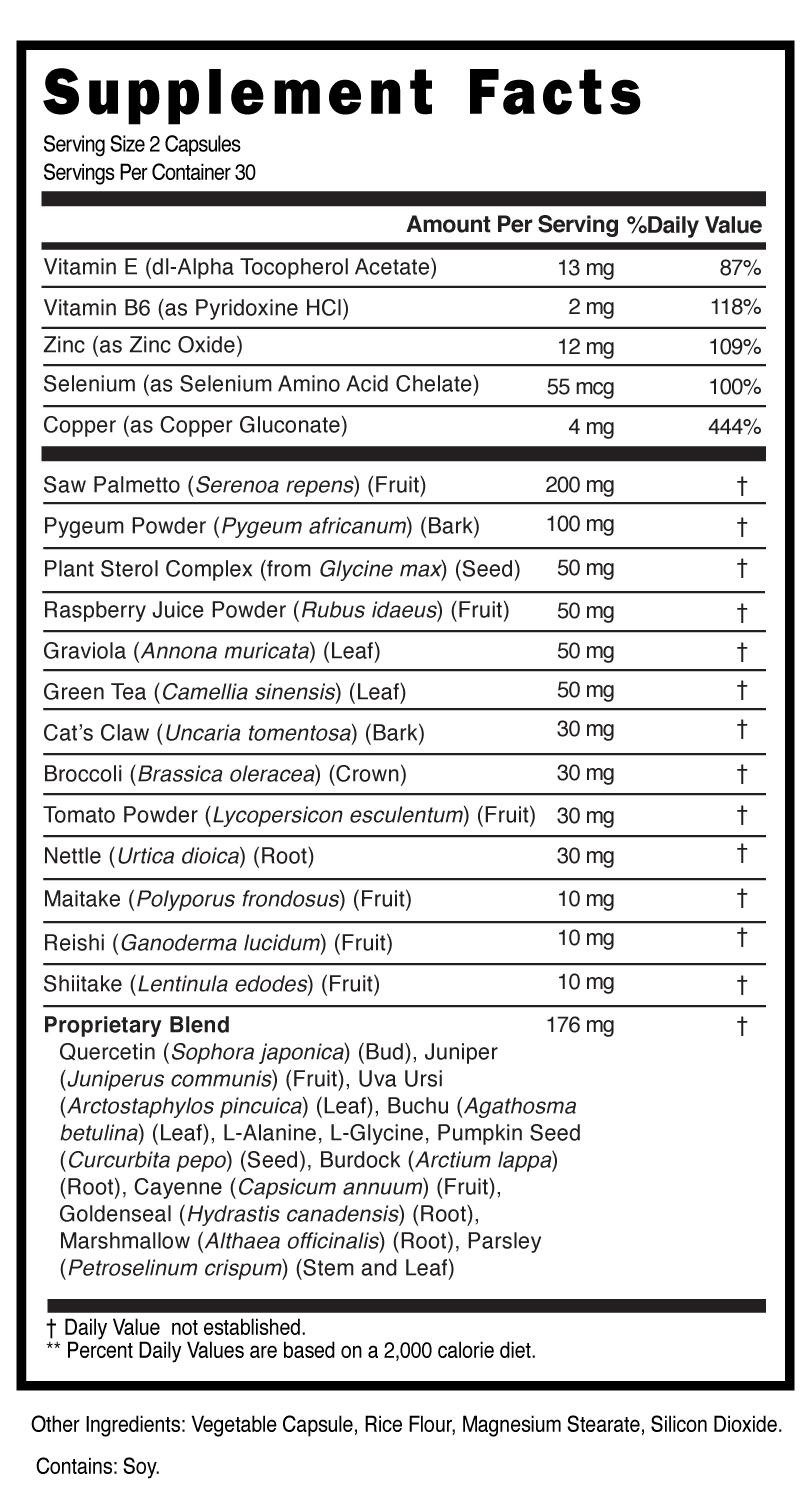 Supplement Facts
Serving Size 2 Capsules
Servings Per Container 30
Amount Per Serving %Daily Value
Vitamin E (dl-Alpha Tocopherol Acetate) 13 mg 87%
Vitamin B6 (as Pyridoxine HCl) 2 mg 118%
Zinc (as Zinc Oxide) 12 mg 109%
Selenium (as Selenium Amino Acid Chelate) 55 mcg 100%
Copper (as Copper Gluconate) 4 mg 444%
Saw Palmetto (Serenoa repens) (Fruit) 200 mg †
Pygeum Powder (Pygeum africanum) (Bark) 100 mg †
Plant Sterol Complex (from Glycine max) (Seed) 50 mg †
Raspberry Juice Powder (Rubus idaeus) (Fruit) 50 mg †
Graviola (Annona muricata) (Leaf) 50 mg †
Green Tea (Camellia sinensis) (Leaf) 50 mg †
Cat's Claw (Uncaria tomentosa) (Bark) 30 mg †
Broccoli (Brassica oleracea) (Crown) 30 mg †
Tomato Powder (Lycopersicon esculentum) (Fruit) 30 mg †
Nettle (Urtica dioica) (Root) 30 mg †
Maitake (Polyporus frondosus) (Fruit) 10 mg †
Reishi (Ganoderma lucidum) (Fruit) 10 mg †
Shiitake (Lentinula edodes) (Fruit) 10 mg †
Proprietary Blend 176 mg †
Quercetin (Sophora japonica) (Bud), Juniper
(Juniperus communis) (Fruit), Uva Ursi
(Arctostaphylos pincuica) (Leaf), Buchu (Agathosma
betulina) (Leaf), L-Alanine, L-Glycine, Pumpkin Seed
(Curcurbita pepo) (Seed), Burdock (Arctium lappa)
(Root), Cayenne (Capsicum annuum) (Fruit),
Goldenseal (Hydrastis canadensis) (Root),
Marshmallow (Althaea officinalis) (Root), Parsley
(Petroselinum crispum) (Stem and Leaf)
† Daily Value not established.
** Percent Daily Values are based on a 2,000 calorie diet.
Other Ingredients: Vegetable Capsule, Rice Flour, Magnesium Stearate, Silicon Dioxide.
Contains: Soy.